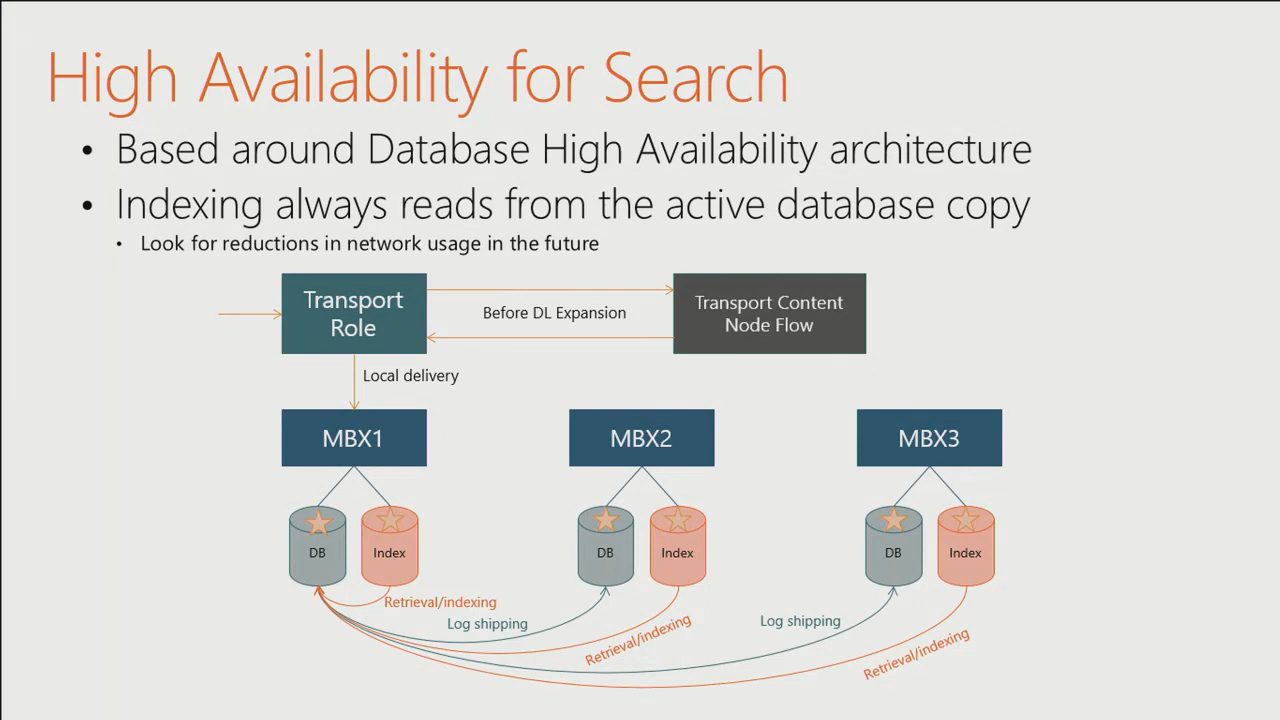 High Availability for Search
• Based around Database High Availability architecture
• Indexing always reads from the active database copy
• Look for reductions in network usage in the future
Transport
Role
Before DL Expansion
Transport Content
Node Flow
Local delivery
MBX1
MBX2
MBX3
DB
Index
DB
Index
DB
Index
Retrieval/indexing
Log shipping
Retrieval/indexing
Log shipping
Retrieval/indexing